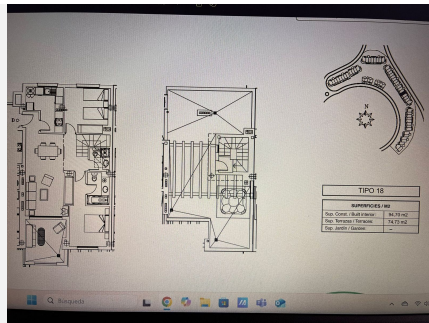 N
TIPO 18
SUPERFICIES / M2
Sup. Const. / Built Interior: 94,19 m2
Sup. Terrazas / Terraces: 74,73 m2
Sup. Jardín / Garden: --
Búsqueda